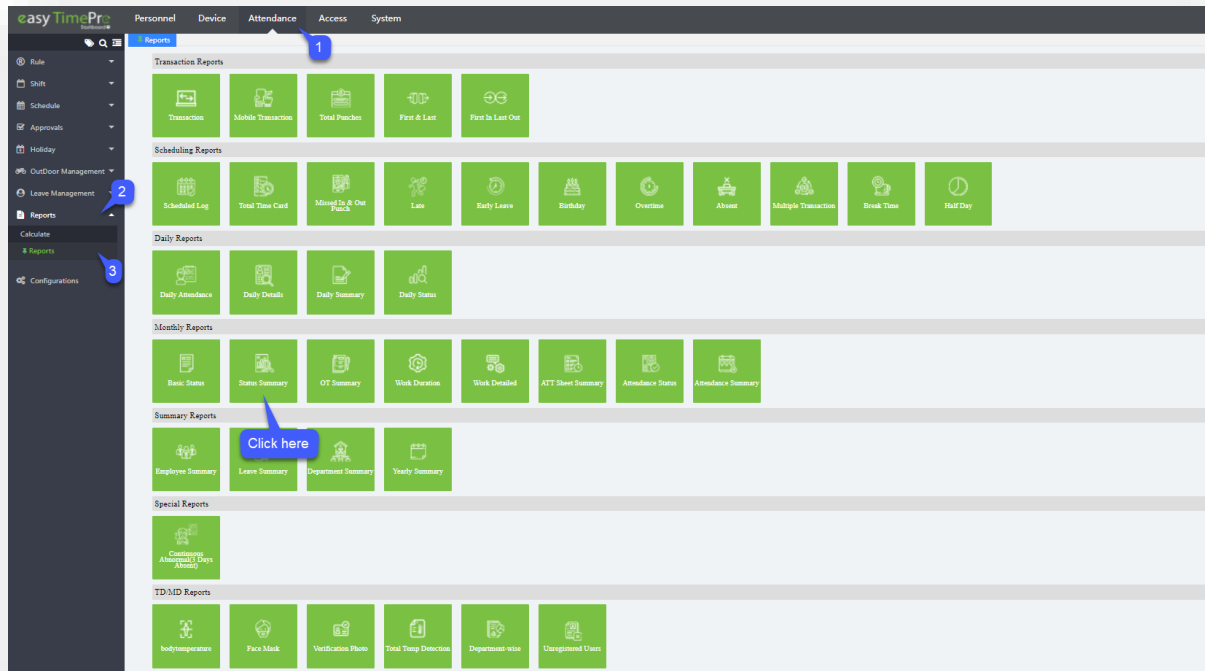 easy TimePro
Dashboard
Personnel Device Attendance Access System
Reports
1
Rule
Shift
Schedule
Approvals
Holiday
OutDoor Management
Leave Management
2
Reports
Calculate
Reports
3
Configurations
Transaction Reports
Transaction
Mobile Transaction
Total Punches
First & Last
First In Last Out
Scheduling Reports
Scheduled Log
Total Time Card
Missed In & Out
Punch
Late
Early Leave
Birthday
Overtime
Absent
Multiple Transaction
Break Time
Half Day
Daily Reports
Daily Attendance
Daily Details
Daily Summary
Daily Status
Monthly Reports
Basic Status
Status Summary
OT Summary
Work Duration
Work Detailed
ATT Sheet Summary
Attendance Status
Attendance Summary
Summary Reports
Click here
Employee Summary
Leave Summary
Department Summary
Yearly Summary
Special Reports
Continuous
Abnormal(3 Days
Absent)
TD/MD Reports
bodytemperature
Face Mask
Verification Photo
Total Temp Detection
Department-wise
Unregistered Users